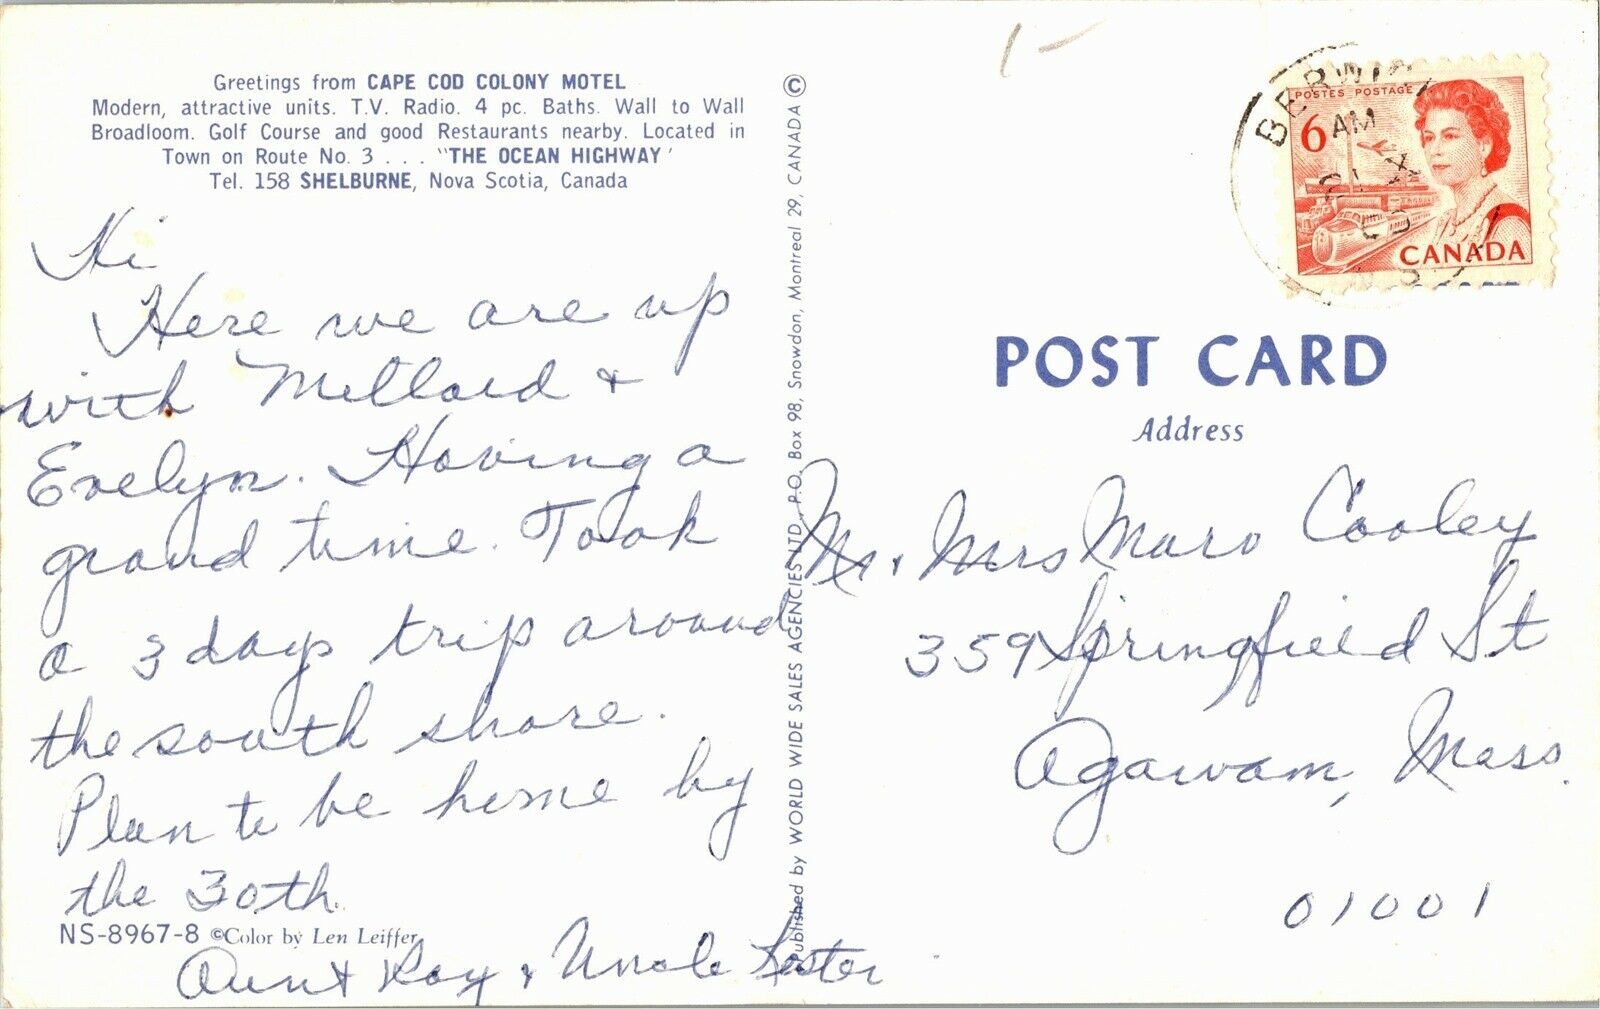 Greetings from CAPE COD COLONY MOTEL
Modern, attractive units. T.V. Radio. 4 pc. Baths. Wall to Wall
Broadloom. Golf Course and good Restaurants nearby. Located in
Town on Route No. 3 . . . "THE OCEAN HIGHWAY'
Tel. 158 SHELBURNE, Nova Scotia, Canada
Hi
Here we are up
with Millard &
Evelyn. Having a
grand time. Took
a 3 days trip around
the south shore.
Plan to be home by
the 30th.
NS-8967-8 ©Color by Len Leiffer
Aunt Kay & Uncle Lester
Published by WORLD WIDE SALES AGENCIES LTD., P.O. Box 98, Snowdon, Montreal 29, CANADA ©
1-
BERWICK
AM
POSTES POSTAGE
6
CANADA
POST CARD
Address
Mr. & Mrs Maro Cooley
359 Springfield St
Agawam, Mass.
01001